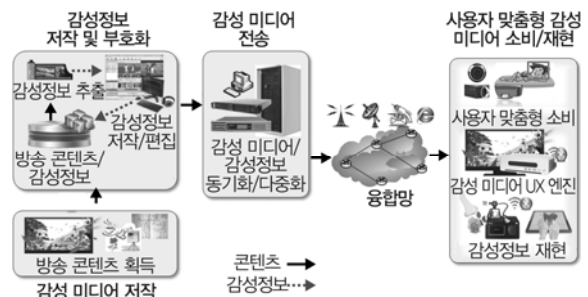 감성정보
저작 및 부호화
감성정보 추출
감성정보
저작/편집
방송 콘텐츠/
감성정보
방송 콘텐츠 획득
감성 미디어 저작
감성 미디어
전송
감성 미디어/
감성정보
동기화/다중화
융합망
사용자 맞춤형 감성
미디어 소비/재현
사용자 맞춤형 소비
감성 미디어 UX 엔진
감성정보 재현
콘텐츠
감성정보